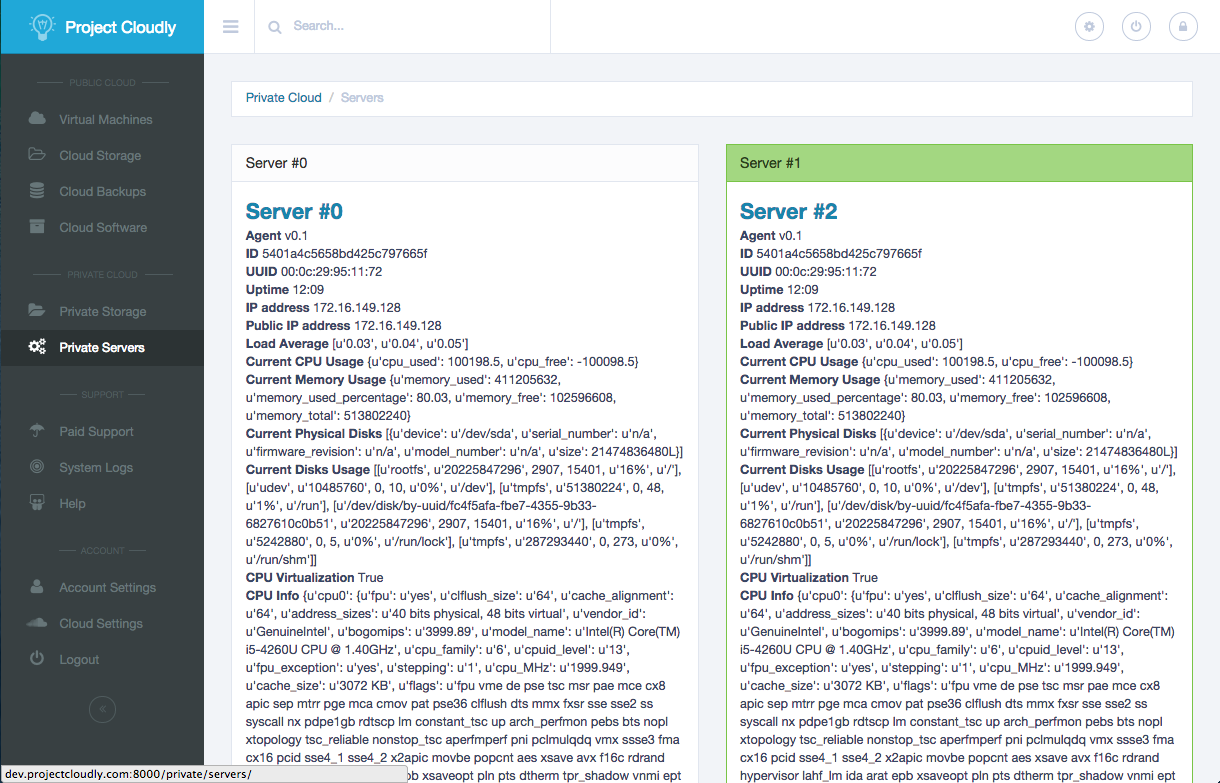 Project Cloudly
Search...
PUBLIC CLOUD
Virtual Machines
Cloud Storage
Cloud Backups
Cloud Software
PRIVATE CLOUD
Private Storage
Private Servers
SUPPORT
Paid Support
System Logs
Help
ACCOUNT
Account Settings
Cloud Settings
Logout
dev.projectcloudly.com:8000/private/servers/
Private Cloud / Servers
Server #0
Server #0
Agent v0.1
ID 5401a4c5658bd425c797665f
UUID 00:0c:29:95:11:72
Uptime 12:09
IP address 172.16.149.128
Public IP address 172.16.149.128
Load Average [u'0.03', u'0.04', u'0.05']
Current CPU Usage {u'cpu_used': 100198.5, u'cpu_free': -100098.5}
Current Memory Usage {u'memory_used': 411205632,
u'memory_used_percentage': 80.03, u'memory_free': 102596608,
u'memory_total': 513802240}
Current Physical Disks [{u'device': u'/dev/sda', u'serial_number': u'n/a',
u'firmware_revision': u'n/a', u'model_number': u'n/a', u'size': 21474836480L}]
Current Disks Usage [[u'rootfs', u'20225847296', 2907, 15401, u'16%', u'/'],
[u'udev', u'10485760', 0, 10, u'0%', u'/dev'], [u'tmpfs', u'51380224', 0, 48,
u'1%', u'/run'], [u'/dev/disk/by-uuid/fc4f5afa-fbe7-4355-9b33-
6827610c0b51', u'20225847296', 2907, 15401, u'16%', u'/'], [u'tmpfs',
u'5242880', 0, 5, u'0%', u'/run/lock'], [u'tmpfs', u'287293440', 0, 273, u'0%',
u'/run/shm']]
CPU Virtualization True
CPU Info {u'cpu0': {u'fpu': u'yes', u'clflush_size': u'64', u'cache_alignment':
u'64', u'address_sizes': u'40 bits physical, 48 bits virtual', u'vendor_id':
u'GenuineIntel', u'bogomips': u'3999.89', u'model_name': u'Intel(R) Core(TM)
i5-4260U CPU @ 1.40GHz', u'cpu_family': u'6', u'cpuid_level': u'13',
u'fpu_exception': u'yes', u'stepping': u'1', u'cpu_MHz': u'1999.949',
u'cache_size': u'3072 KB', u'flags': u'fpu vme de pse tsc msr pae mce cx8
apic sep mtrr pge mca cmov pat pse36 clflush dts mmx fxsr sse sse2 ss
syscall nx pdpe1gb rdtscp lm constant_tsc up arch_perfmon pebs bts nopl
xtopology tsc_reliable nonstop_tsc aperfmperf pni pclmulqdq vmx ssse3 fma
cx16 pcid sse4_1 sse4_2 x2apic movbe popcnt aes xsave avx f16c rdrand
xsaveopt pln pts dtherm tpr_shadow vnmi ept
Server #1
Server #2
Agent v0.1
ID 5401a4c5658bd425c797665f
UUID 00:0c:29:95:11:72
Uptime 12:09
IP address 172.16.149.128
Public IP address 172.16.149.128
Load Average [u'0.03', u'0.04', u'0.05']
Current CPU Usage {u'cpu_used': 100198.5, u'cpu_free': -100098.5}
Current Memory Usage {u'memory_used': 411205632,
u'memory_used_percentage': 80.03, u'memory_free': 102596608,
u'memory_total': 513802240}
Current Physical Disks [{u'device': u'/dev/sda', u'serial_number': u'n/a',
u'firmware_revision': u'n/a', u'model_number': u'n/a', u'size': 21474836480L}]
Current Disks Usage [[u'rootfs', u'20225847296', 2907, 15401, u'16%', u'/'],
[u'udev', u'10485760', 0, 10, u'0%', u'/dev'], [u'tmpfs', u'51380224', 0, 48,
u'1%', u'/run'], [u'/dev/disk/by-uuid/fc4f5afa-fbe7-4355-9b33-
6827610c0b51', u'20225847296', 2907, 15401, u'16%', u'/'], [u'tmpfs',
u'5242880', 0, 5, u'0%', u'/run/lock'], [u'tmpfs', u'287293440', 0, 273, u'0%',
u'/run/shm']]
CPU Virtualization True
CPU Info {u'cpu0': {u'fpu': u'yes', u'clflush_size': u'64', u'cache_alignment':
u'64', u'address_sizes': u'40 bits physical, 48 bits virtual', u'vendor_id':
u'GenuineIntel', u'bogomips': u'3999.89', u'model_name': u'Intel(R) Core(TM)
i5-4260U CPU @ 1.40GHz', u'cpu_family': u'6', u'cpuid_level': u'13',
u'fpu_exception': u'yes', u'stepping': u'1', u'cpu_MHz': u'1999.949',
u'cache_size': u'3072 KB', u'flags': u'fpu vme de pse tsc msr pae mce cx8
apic sep mtrr pge mca cmov pat pse36 clflush dts mmx fxsr sse sse2 ss
syscall nx pdpe1gb rdtscp lm constant_tsc up arch_perfmon pebs bts nopl
xtopology tsc_reliable nonstop_tsc aperfmperf pni pclmulqdq vmx ssse3 fma
cx16 pcid sse4_1 sse4_2 x2apic movbe popcnt aes xsave avx f16c rdrand
hypervisor lahf_lm ida arat epb xsaveopt pln pts dtherm tpr_shadow vnmi ept